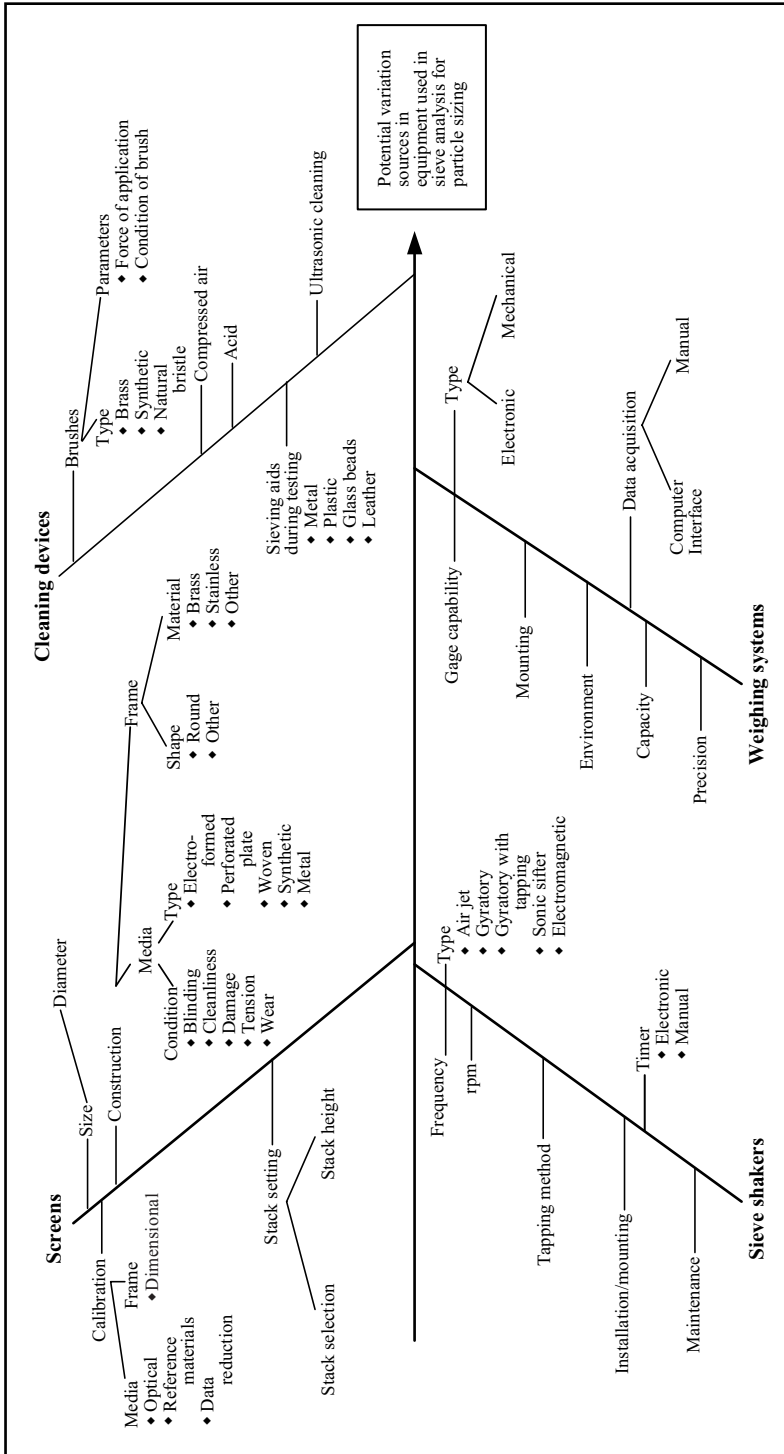 Screens
Size
Diameter
Calibration
Construction
Media
◆ Optical
◆ Reference
materials
◆ Data
reduction
Frame
◆ Dimensional
Frame
Shape
◆ Round
◆ Other
Material
◆ Brass
◆ Stainless
◆ Other
Media
Condition
◆ Blinding
◆ Cleanliness
◆ Damage
◆ Tension
◆ Wear
Type
◆ Electro-
formed
◆ Perforated
plate
◆ Woven
◆ Synthetic
◆ Metal
Stack setting
Stack selection
Stack height
Cleaning devices
Brushes
Type
◆ Brass
◆ Synthetic
◆ Natural
bristle
Parameters
◆ Force of application
◆ Condition of brush
Compressed air
Acid
Sieving aids
during testing
◆ Metal
◆ Plastic
◆ Glass beads
◆ Leather
Ultrasonic cleaning
Potential variation
sources in
equipment used in
sieve analysis for
particle sizing
Frequency
Type
◆ Air jet
◆ Gyratory
◆ Gyratory with
tapping
◆ Sonic sifter
◆ Electromagnetic
rpm
Tapping method
Installation/mounting
Timer
◆ Electronic
◆ Manual
Maintenance
Sieve shakers
Gage capability
Type
Electronic
Mechanical
Mounting
Environment
Data acquisition
Computer
Interface
Manual
Capacity
Precision
Weighing systems